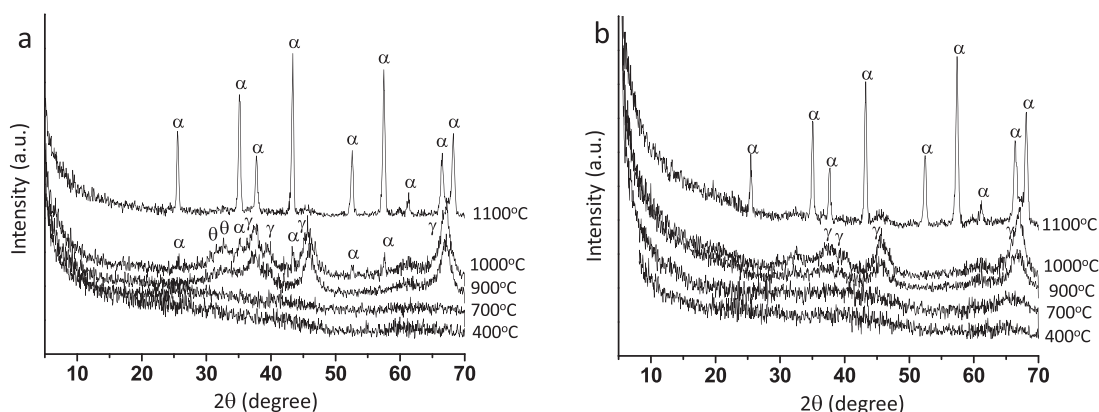 a
Intensity (a.u.)
α α α α α α α α α
1100°C
α θ θ α γ γ α γ α α γ
1000°C
900°C
700°C
400°C
10 20 30 40 50 60 70
2θ (degree)
b
Intensity (a.u.)
α α α α α α α α α
1100°C
γ γ γ γ
1000°C
900°C
700°C
400°C
10 20 30 40 50 60 70
2θ (degree)